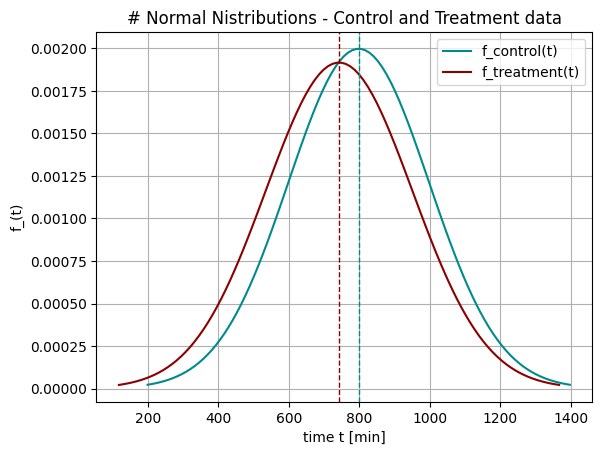 # Normal Nistributions - Control and Treatment data
f_control(t)
f_treatment(t)
0.00200
0.00175
0.00150
0.00125
0.00100
0.00075
0.00050
0.00025
0.00000
f_(t)
200 400 600 800 1000 1200 1400
time t [min]